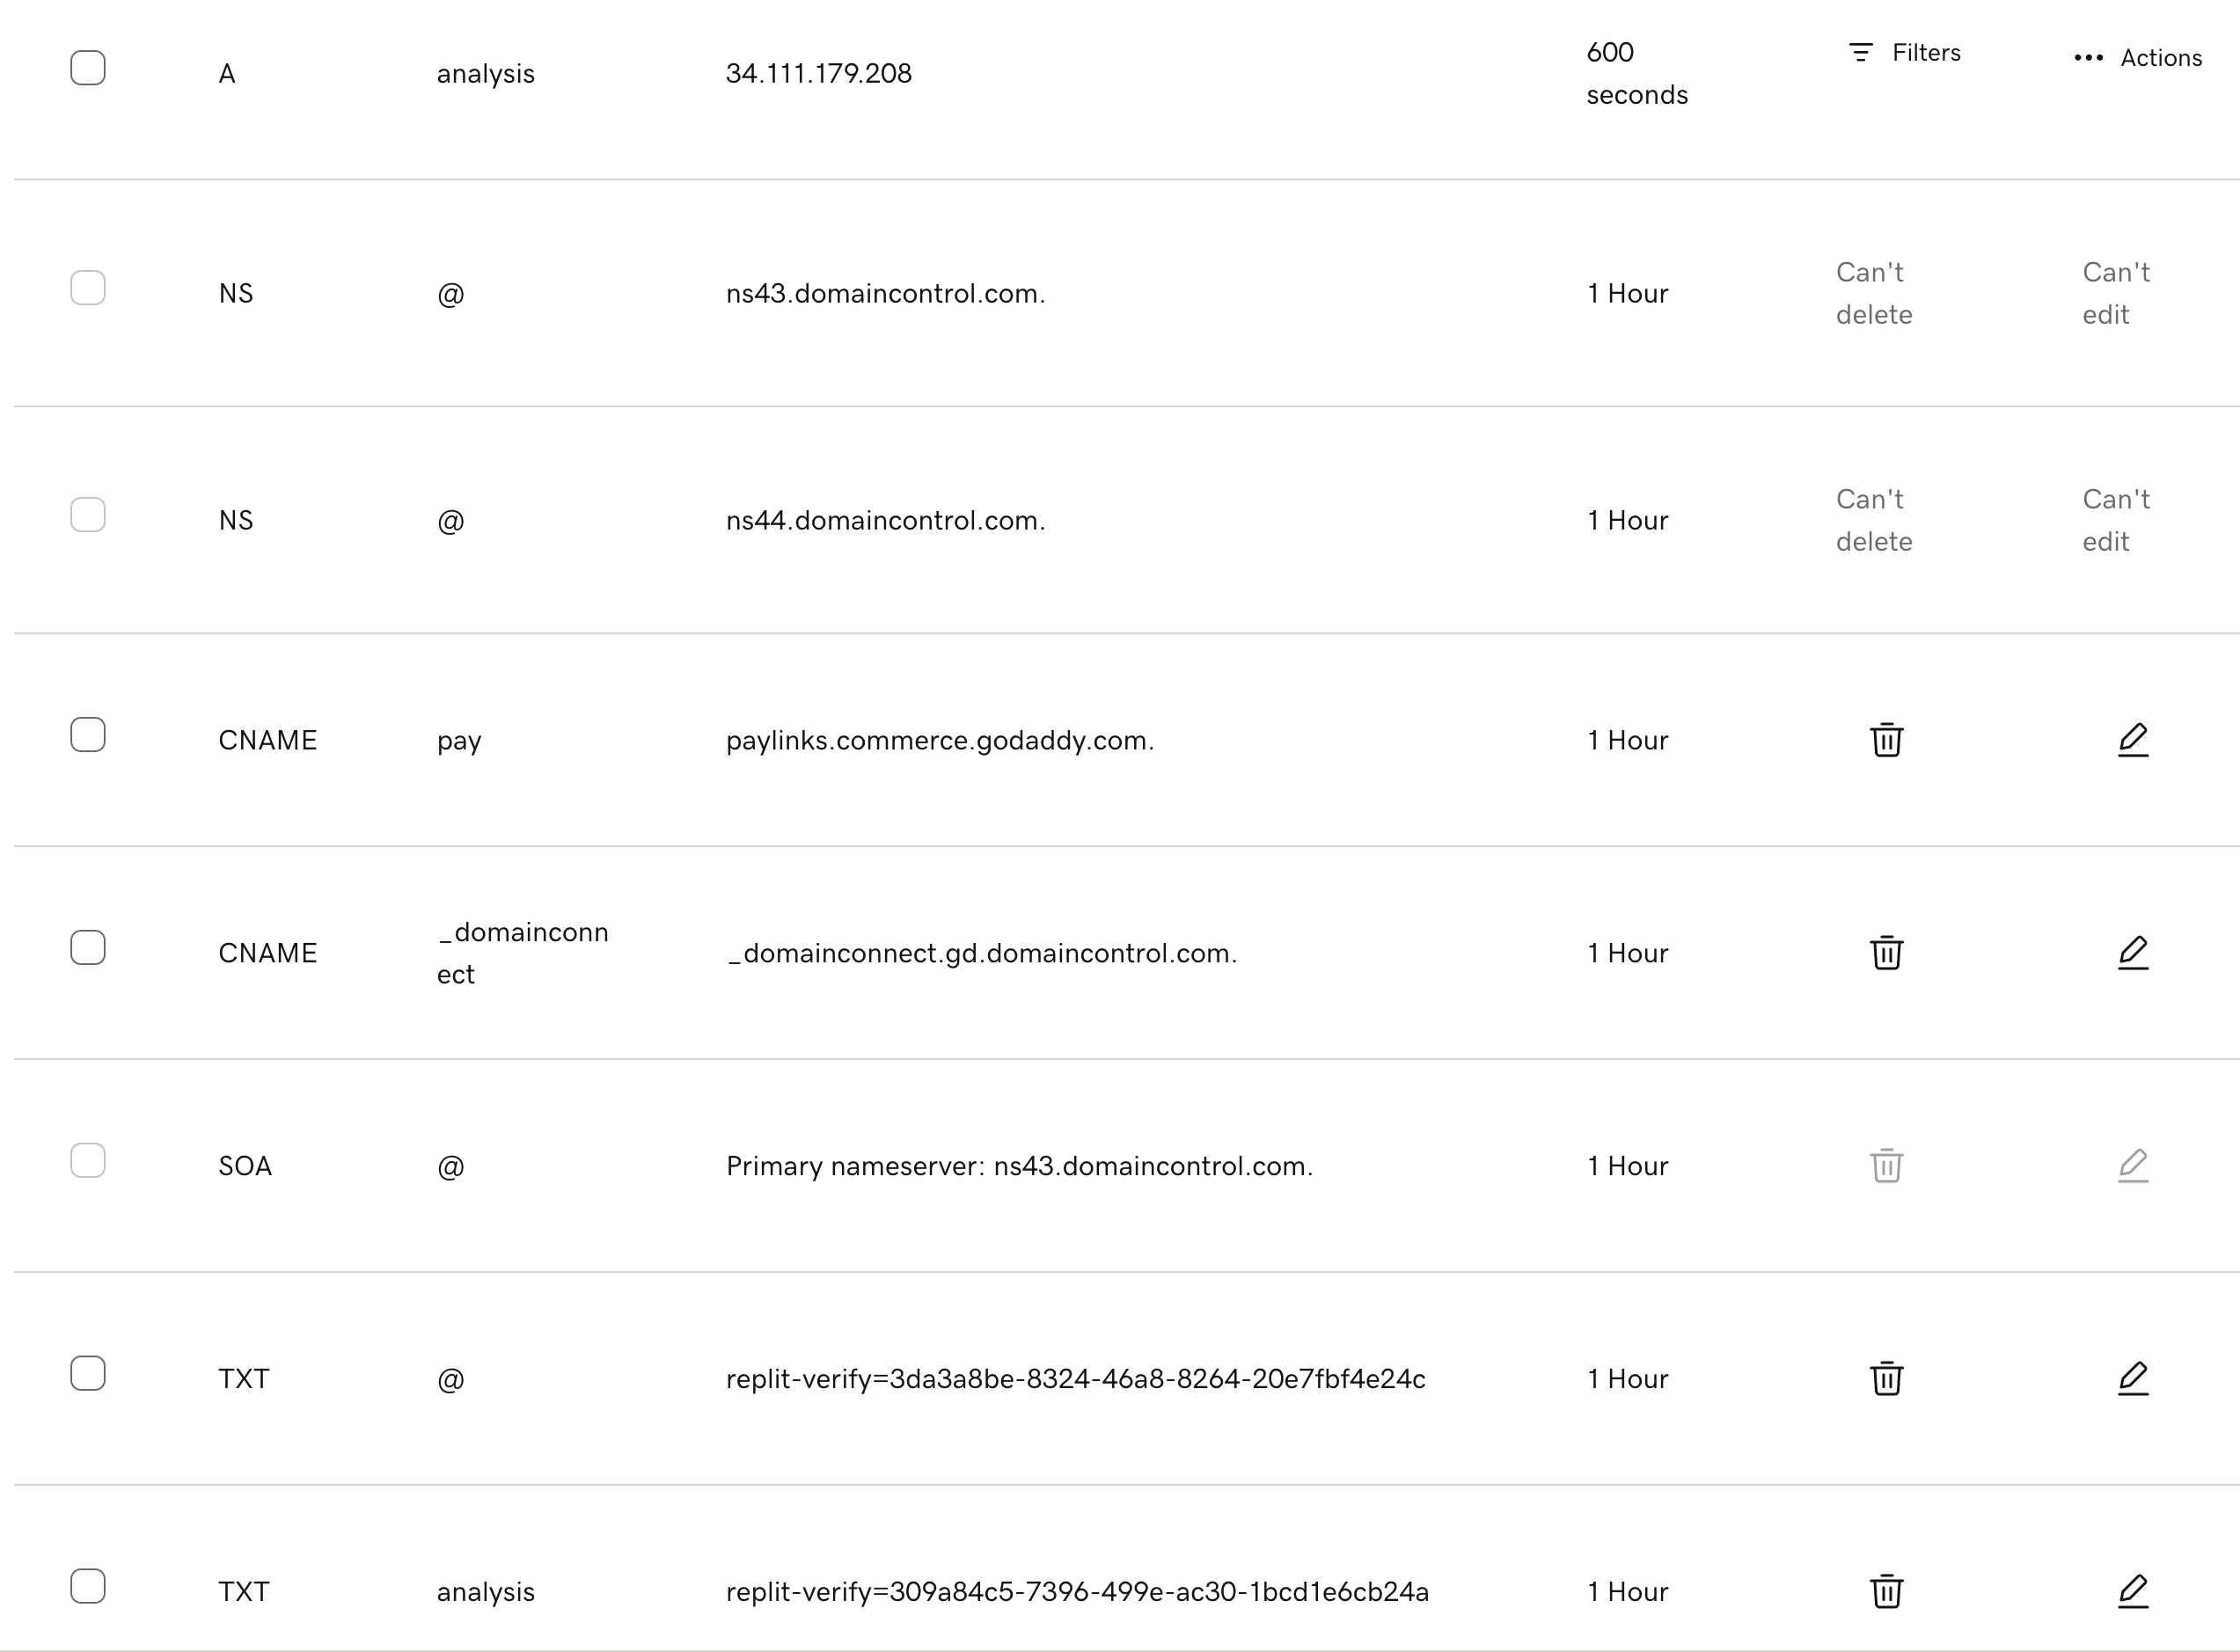 A analysis 34.111.179.208 600 seconds Filters Actions
NS @ ns43.domaincontrol.com. 1 Hour Can't delete Can't edit
NS @ ns44.domaincontrol.com. 1 Hour Can't delete Can't edit
CNAME pay paylinks.commerce.godaddy.com. 1 Hour
CNAME _domainconnect _domainconnect.gd.domaincontrol.com. 1 Hour
SOA @ Primary nameserver: ns43.domaincontrol.com. 1 Hour
TXT @ replit-verify=3da3a8be-8324-46a8-8264-20e7fbf4e24c 1 Hour
TXT analysis replit-verify=309a84c5-7396-499e-ac30-1bcd1e6cb24a 1 Hour